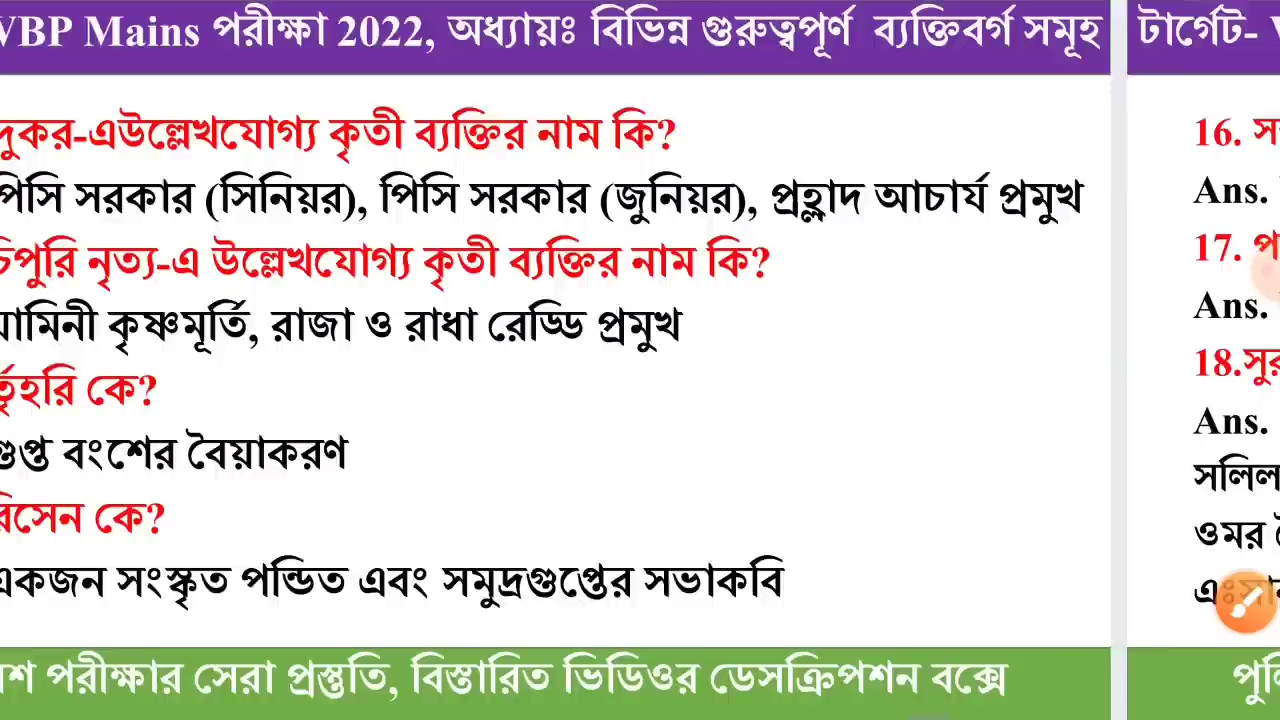 WBP Mains পরীক্ষা 2022, অধ্যায়ঃ বিভিন্ন গুরুত্বপূর্ণ ব্যক্তিবর্গ সমূহ
দুকর-এউল্লেখযোগ্য কৃতী ব্যক্তির নাম কি?
পিসি সরকার (সিনিয়র), পিসি সরকার (জুনিয়র), প্রহ্লাদ আচার্য প্রমুখ
চিপুরি নৃত্য-এ উল্লেখযোগ্য কৃতী ব্যক্তির নাম কি?
যামিনী কৃষ্ণমূর্তি, রাজা ও রাধা রেড্ডি প্রমুখ
র্তৃহরি কে?
গুপ্ত বংশের বৈয়াকরণ
রিসেন কে?
একজন সংস্কৃত পন্ডিত এবং সমুদ্রগুপ্তের সভাকবি
শ পরীক্ষার সেরা প্রস্তুতি, বিস্তারিত ভিডিওর ডেসক্রিপশন বক্সে
টার্গেট-
16.
Ans.
17.
Ans.
18.
Ans.
সলিল
ওমর